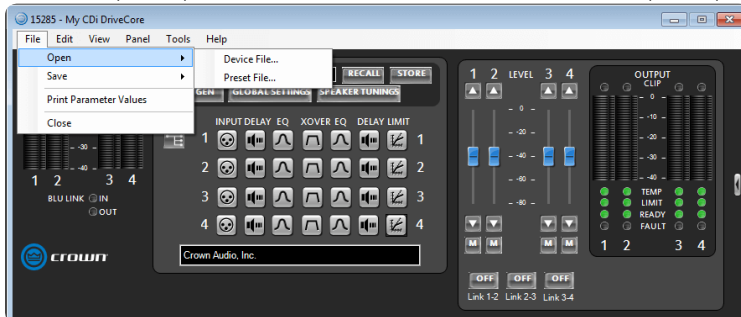 15285 - My CDi DriveCore
File Edit View Panel Tools Help
Open
Save
Print Parameter Values
Close
Device File...
Preset File...
RECALL STORE
GEN GLOBAL SETTINGS SPEAKER TUNINGS
INPUT DELAY EQ XOVER EQ DELAY LIMIT
1 1
2 2
3 3
4 4
Crown Audio, Inc.
- 30 -
- 40 -
1 2 3 4
BLU LINK IN
OUT
crown
1 2 LEVEL 3 4
- 0 -
- 20 -
- 40 -
- 60 -
- 80 -
M M M M
OFF OFF OFF
Link 1-2 Link 2-3 Link 3-4
OUTPUT
CLIP
- 0 -
- 10 -
- 20 -
- 30 -
- 40 -
TEMP
LIMIT
READY
FAULT
1 2 3 4